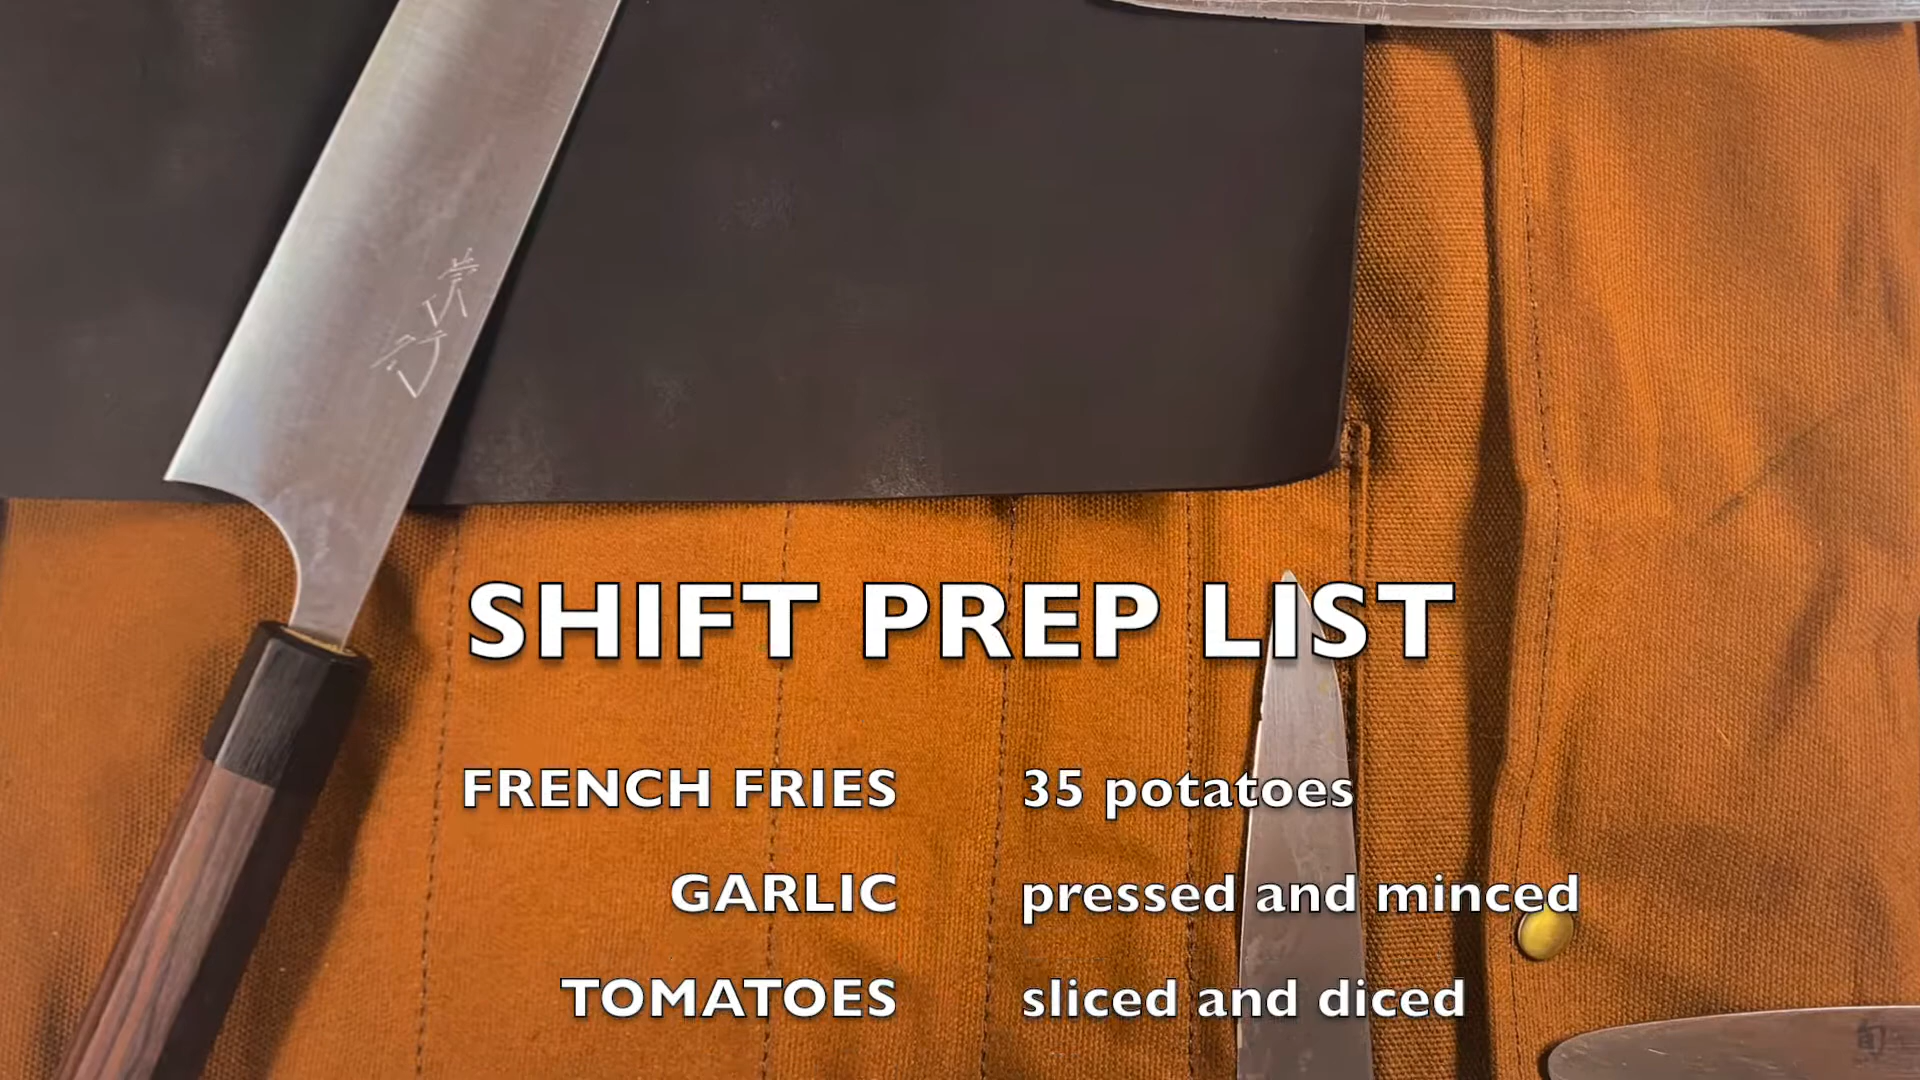 SHIFT PREP LIST
FRENCH FRIES 35 potatoes
GARLIC pressed and minced
TOMATOES sliced and diced